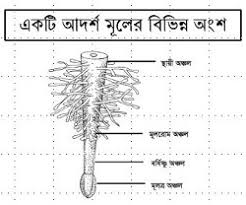 একটি আদর্শ মূলের বিভিন্ন অংশ
স্থায়ী অঞ্চল
মূলরোম অঞ্চল
বর্ধিষ্ণু অঞ্চল
মূলত্র অঞ্চল